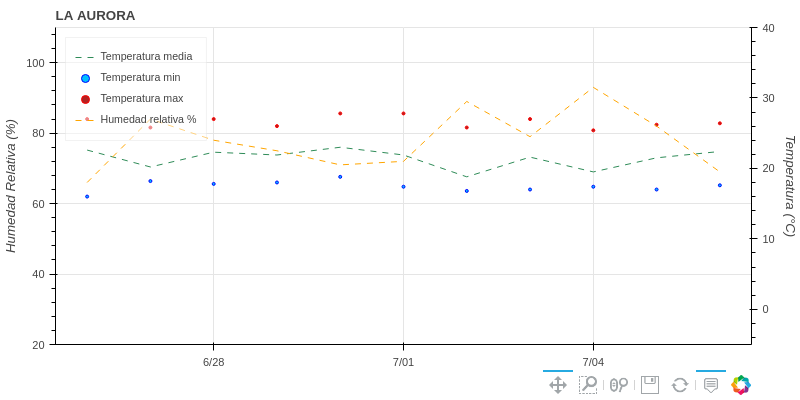 LA AURORA
Temperatura media
Temperatura min
Temperatura max
Humedad relativa %
Humedad Relativa (%)
100
80
60
40
20
Temperatura (°C)
40
30
20
10
0
6/28
7/01
7/04